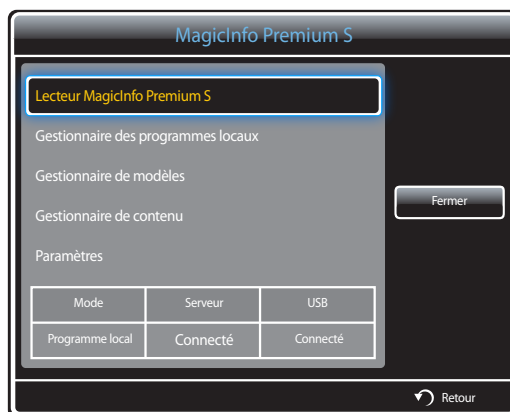 MagicInfo Premium S
Lecteur MagicInfo Premium S
Gestionnaire des programmes locaux
Gestionnaire de modèles
Gestionnaire de contenu
Paramètres
Fermer
Mode Serveur USB
Programme local Connecté Connecté
Retour